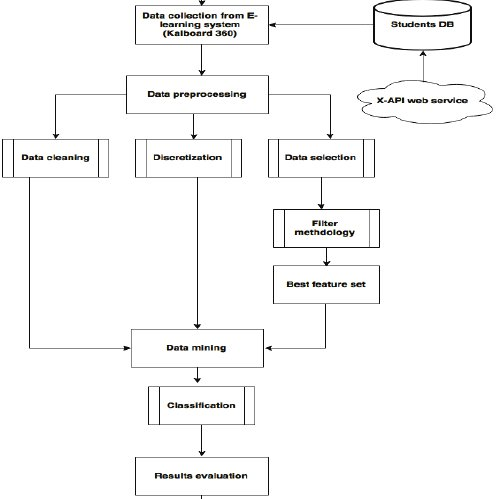 Data collection from E-
learning system
(Kalboard 360)
Students DB
X-API web service
Data preprocessing
Data cleaning
Discretization
Data selection
Filter
methdology
Best feature set
Data mining
Classification
Results evaluation